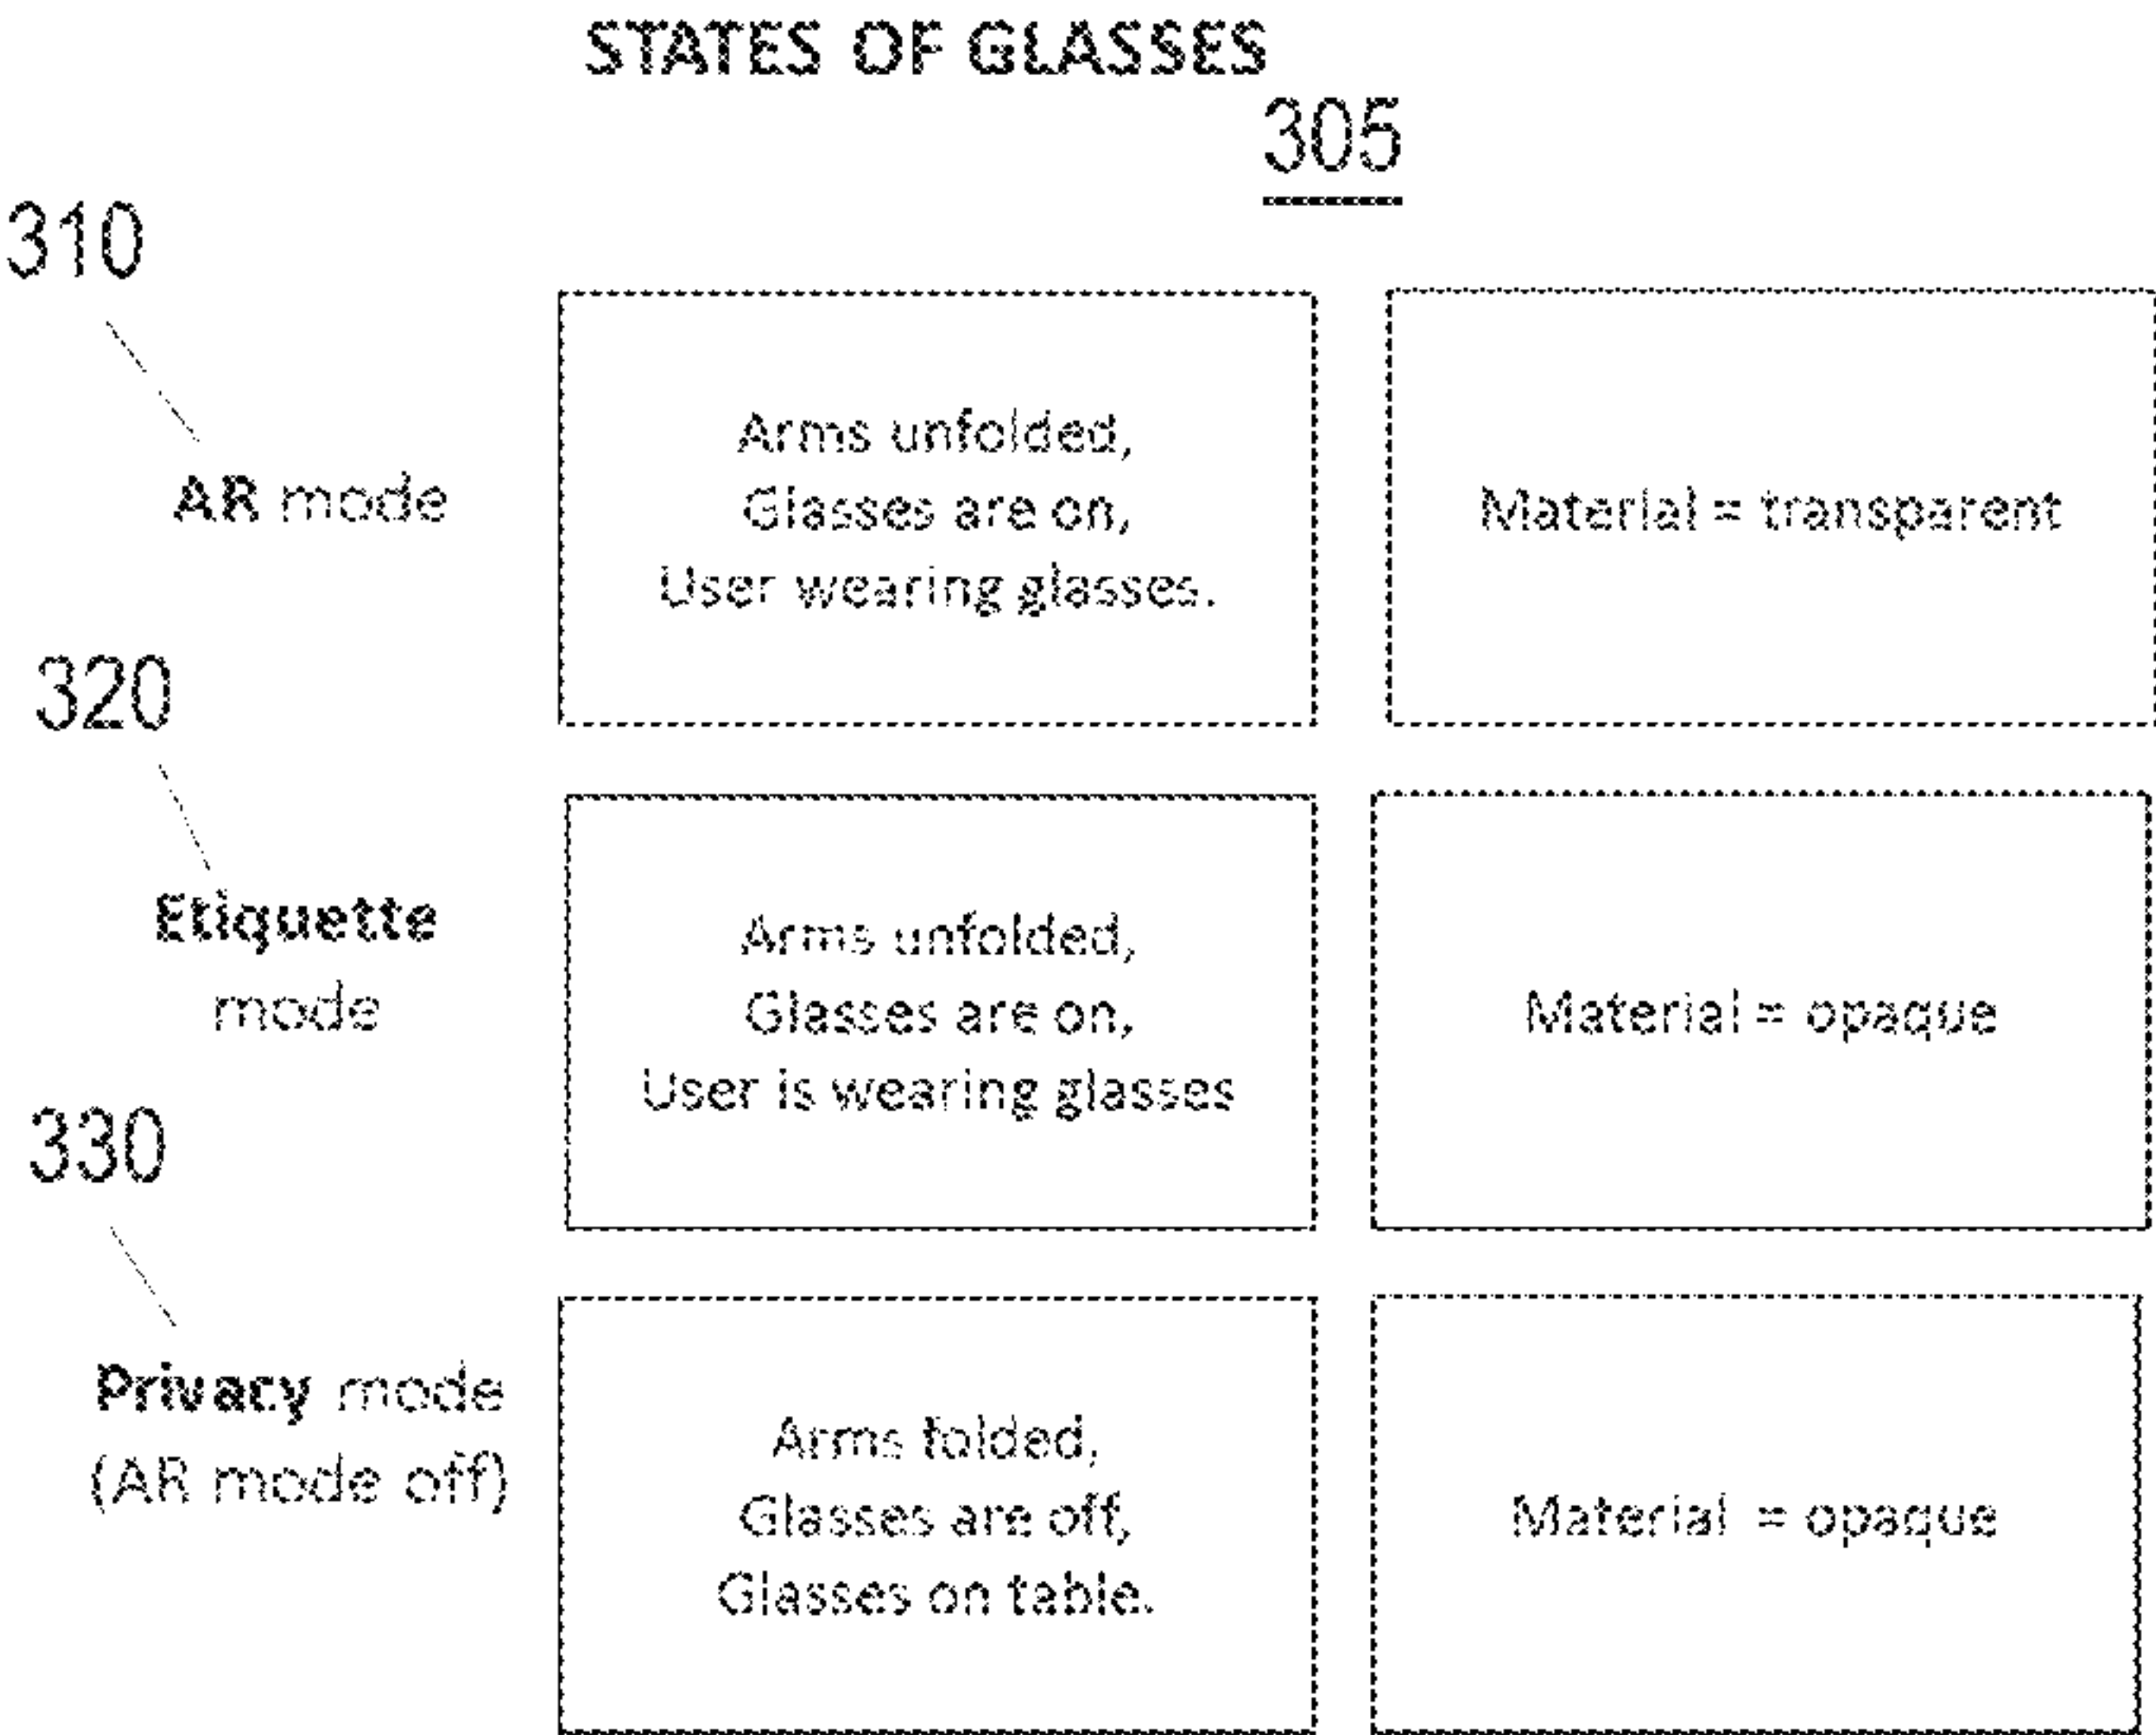 STATES OF GLASSES
305
310
AR mode
Arms unfolded,
Glasses are on,
User wearing glasses.
Material = transparent
320
Etiquette
mode
Arms unfolded,
Glasses are on,
User is wearing glasses
Material = opaque
330
Privacy mode
(AR mode off)
Arms folded,
Glasses are off,
Glasses on table.
Material = opaque